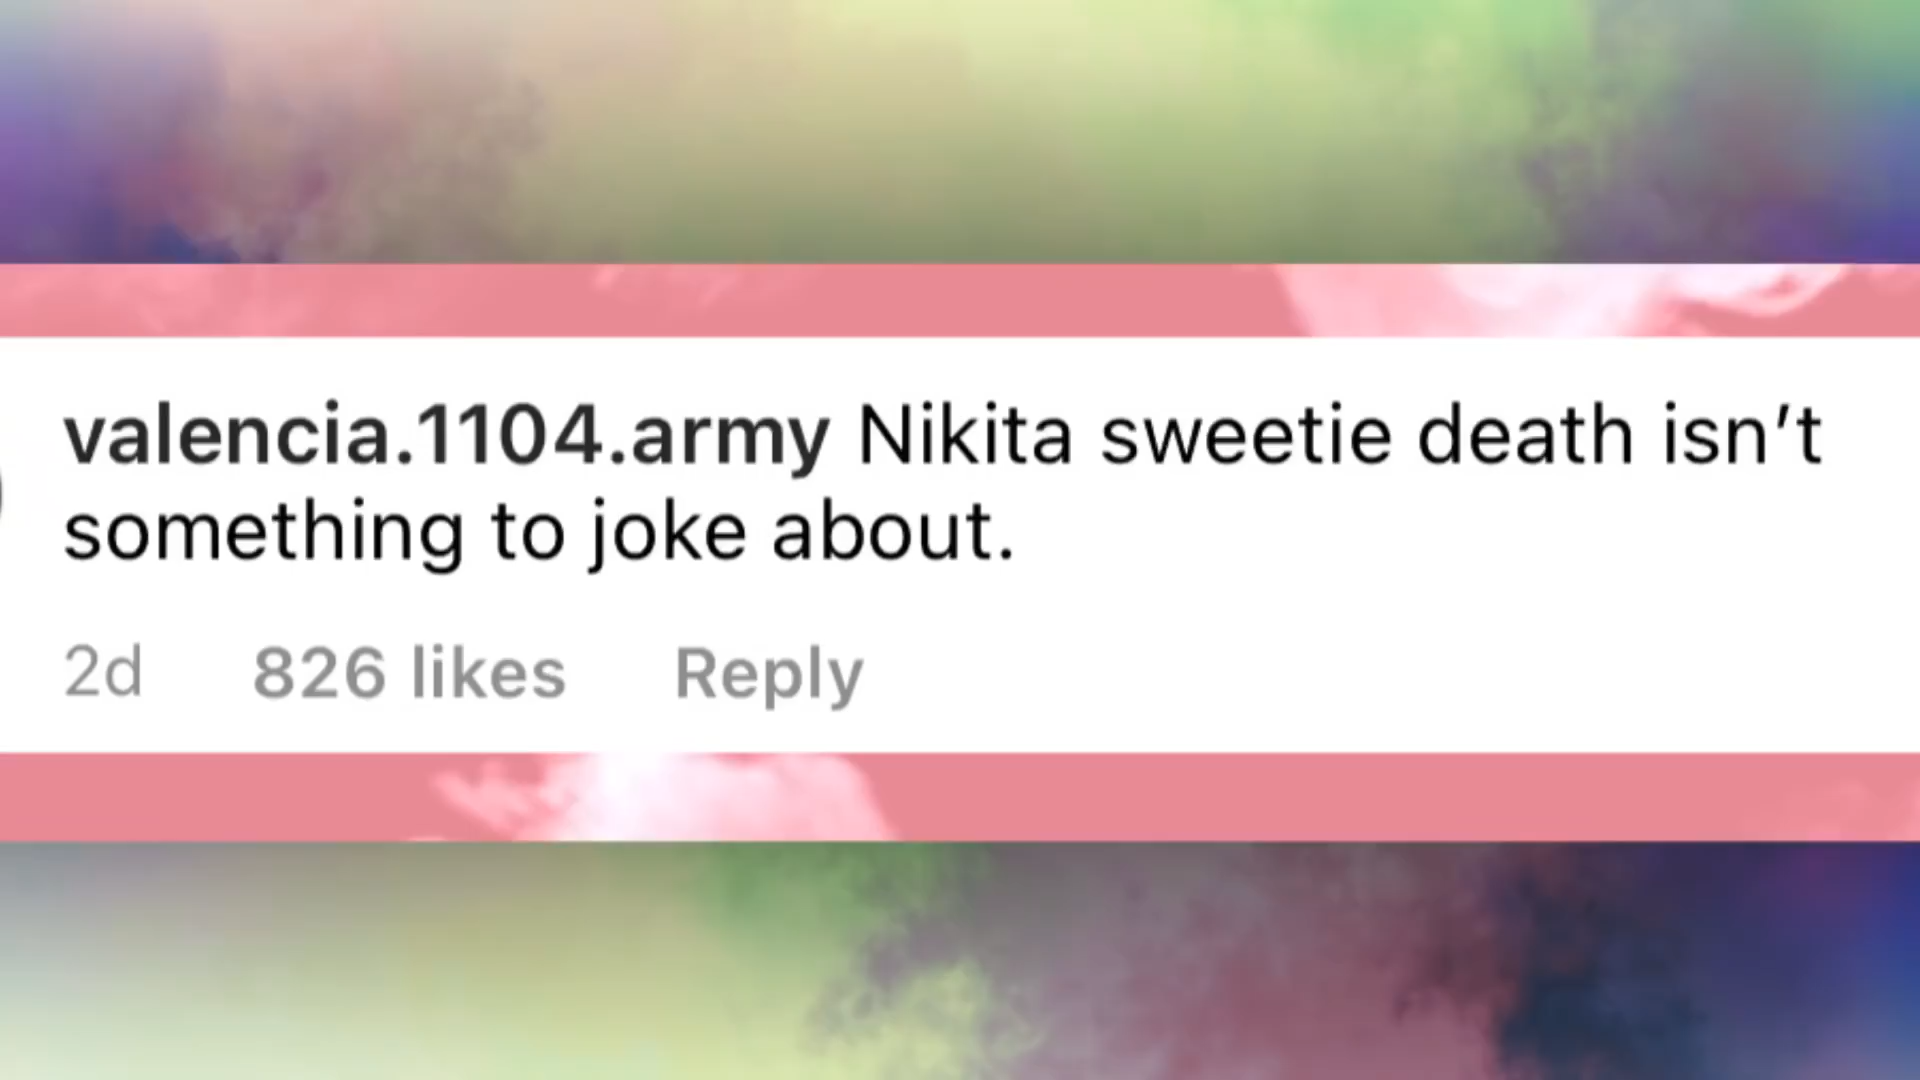 valencia.1104.army Nikita sweetie death isn’t
something to joke about.
2d 826 likes Reply